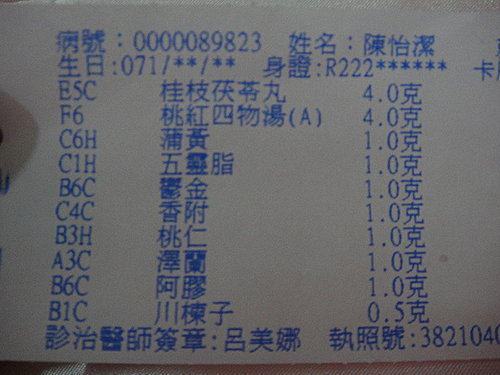 病號：0000089823 姓名：陳怡潔
生日:071/**/** 身證:R222****** 卡
E5C 桂枝茯苓丸 4.0克
F6 桃紅四物湯(A) 4.0克
C6H 蒲黃 1.0克
C1H 五靈脂 1.0克
B6C 鬱金 1.0克
C4C 香附 1.0克
B3H 桃仁 1.0克
A3C 澤蘭 1.0克
B6C 阿膠 1.0克
B1C 川楝子 0.5克
診治醫師簽章:呂美娜 執照號:3821040